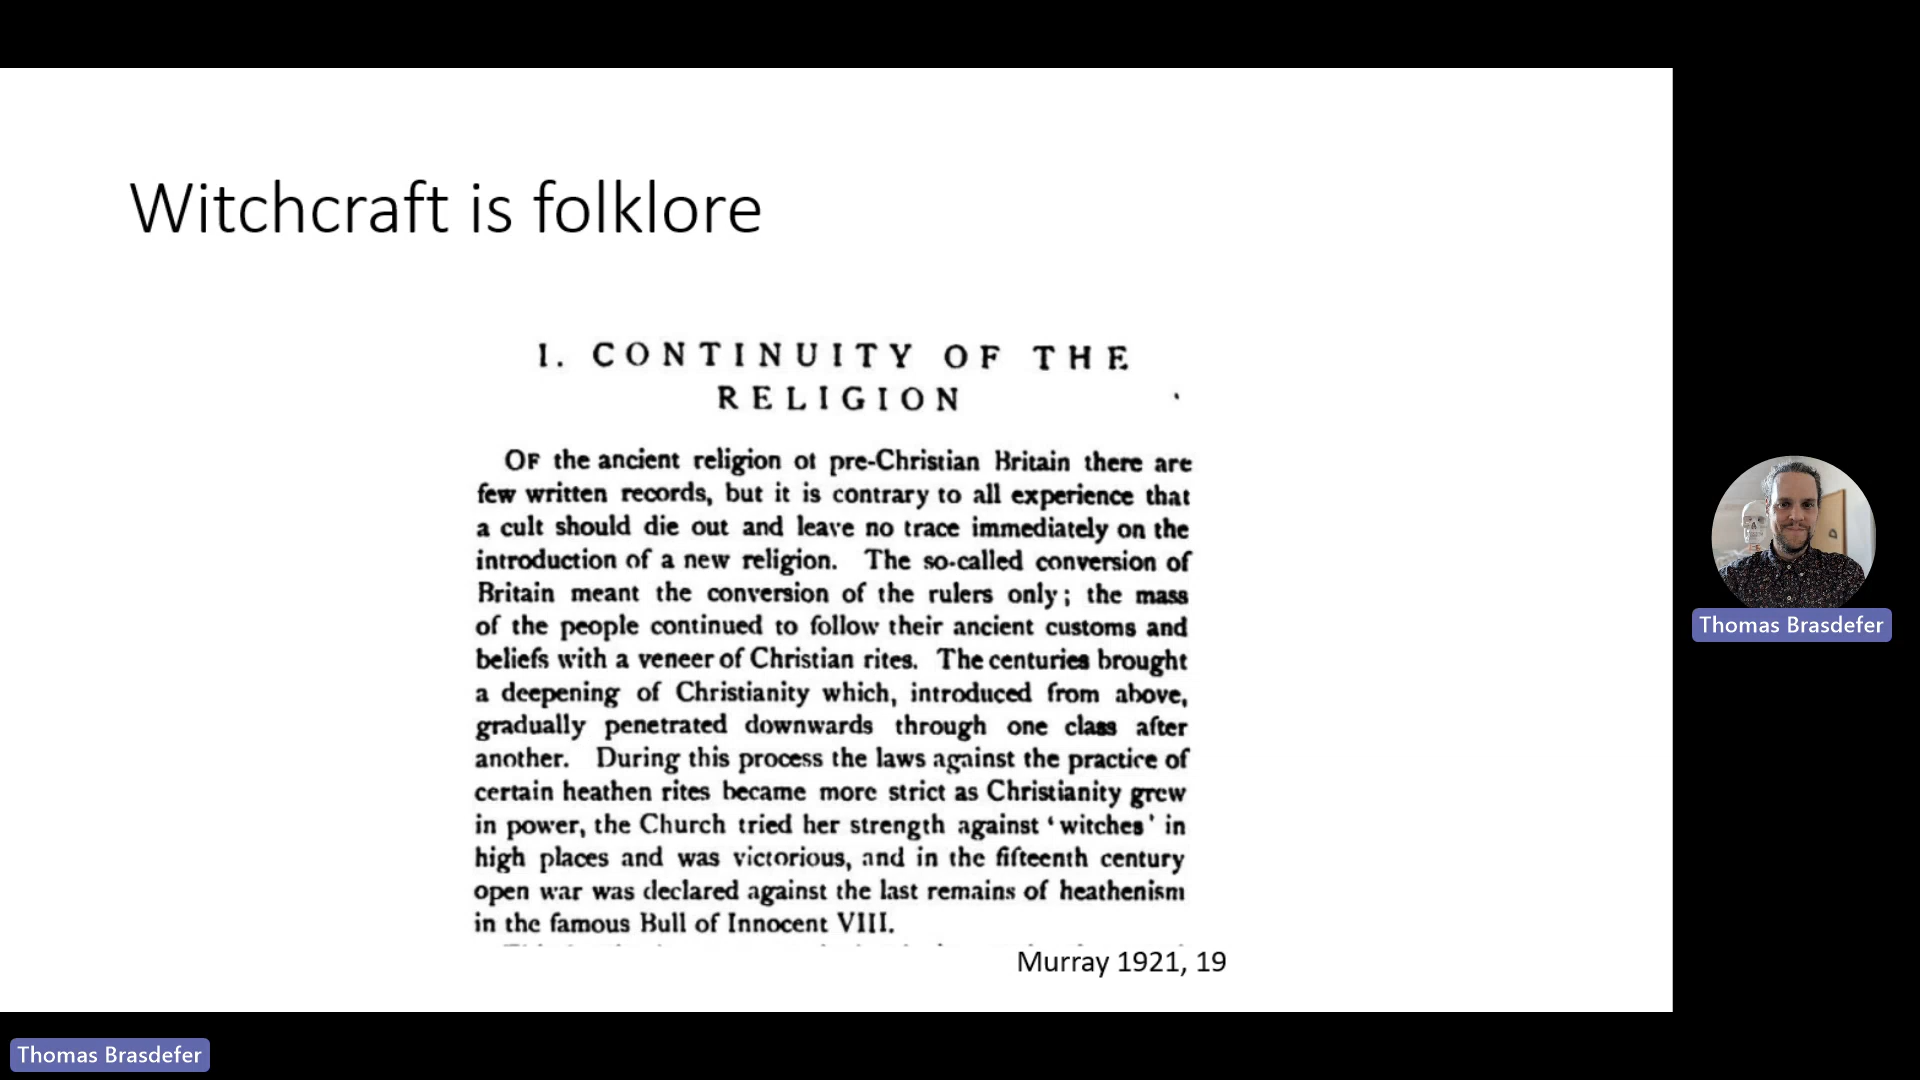 Witchcraft is folklore
1. CONTINUITY OF THE
RELIGION
OF the ancient religion of pre-Christian Britain there are
few written records, but it is contrary to all experience that
a cult should die out and leave no trace immediately on the
introduction of a new religion. The so-called conversion of
Britain meant the conversion of the rulers only; the mass
of the people continued to follow their ancient customs and
beliefs with a veneer of Christian rites. The centuries brought
a deepening of Christianity which, introduced from above,
gradually penetrated downwards through one class after
another. During this process the laws against the practice of
certain heathen rites became more strict as Christianity grew
in power, the Church tried her strength against 'witches' in
high places and was victorious, and in the fifteenth century
open war was declared against the last remains of heathenism
in the famous Bull of Innocent VIII.
Murray 1921, 19
Thomas Brasdefer
Thomas Brasdefer